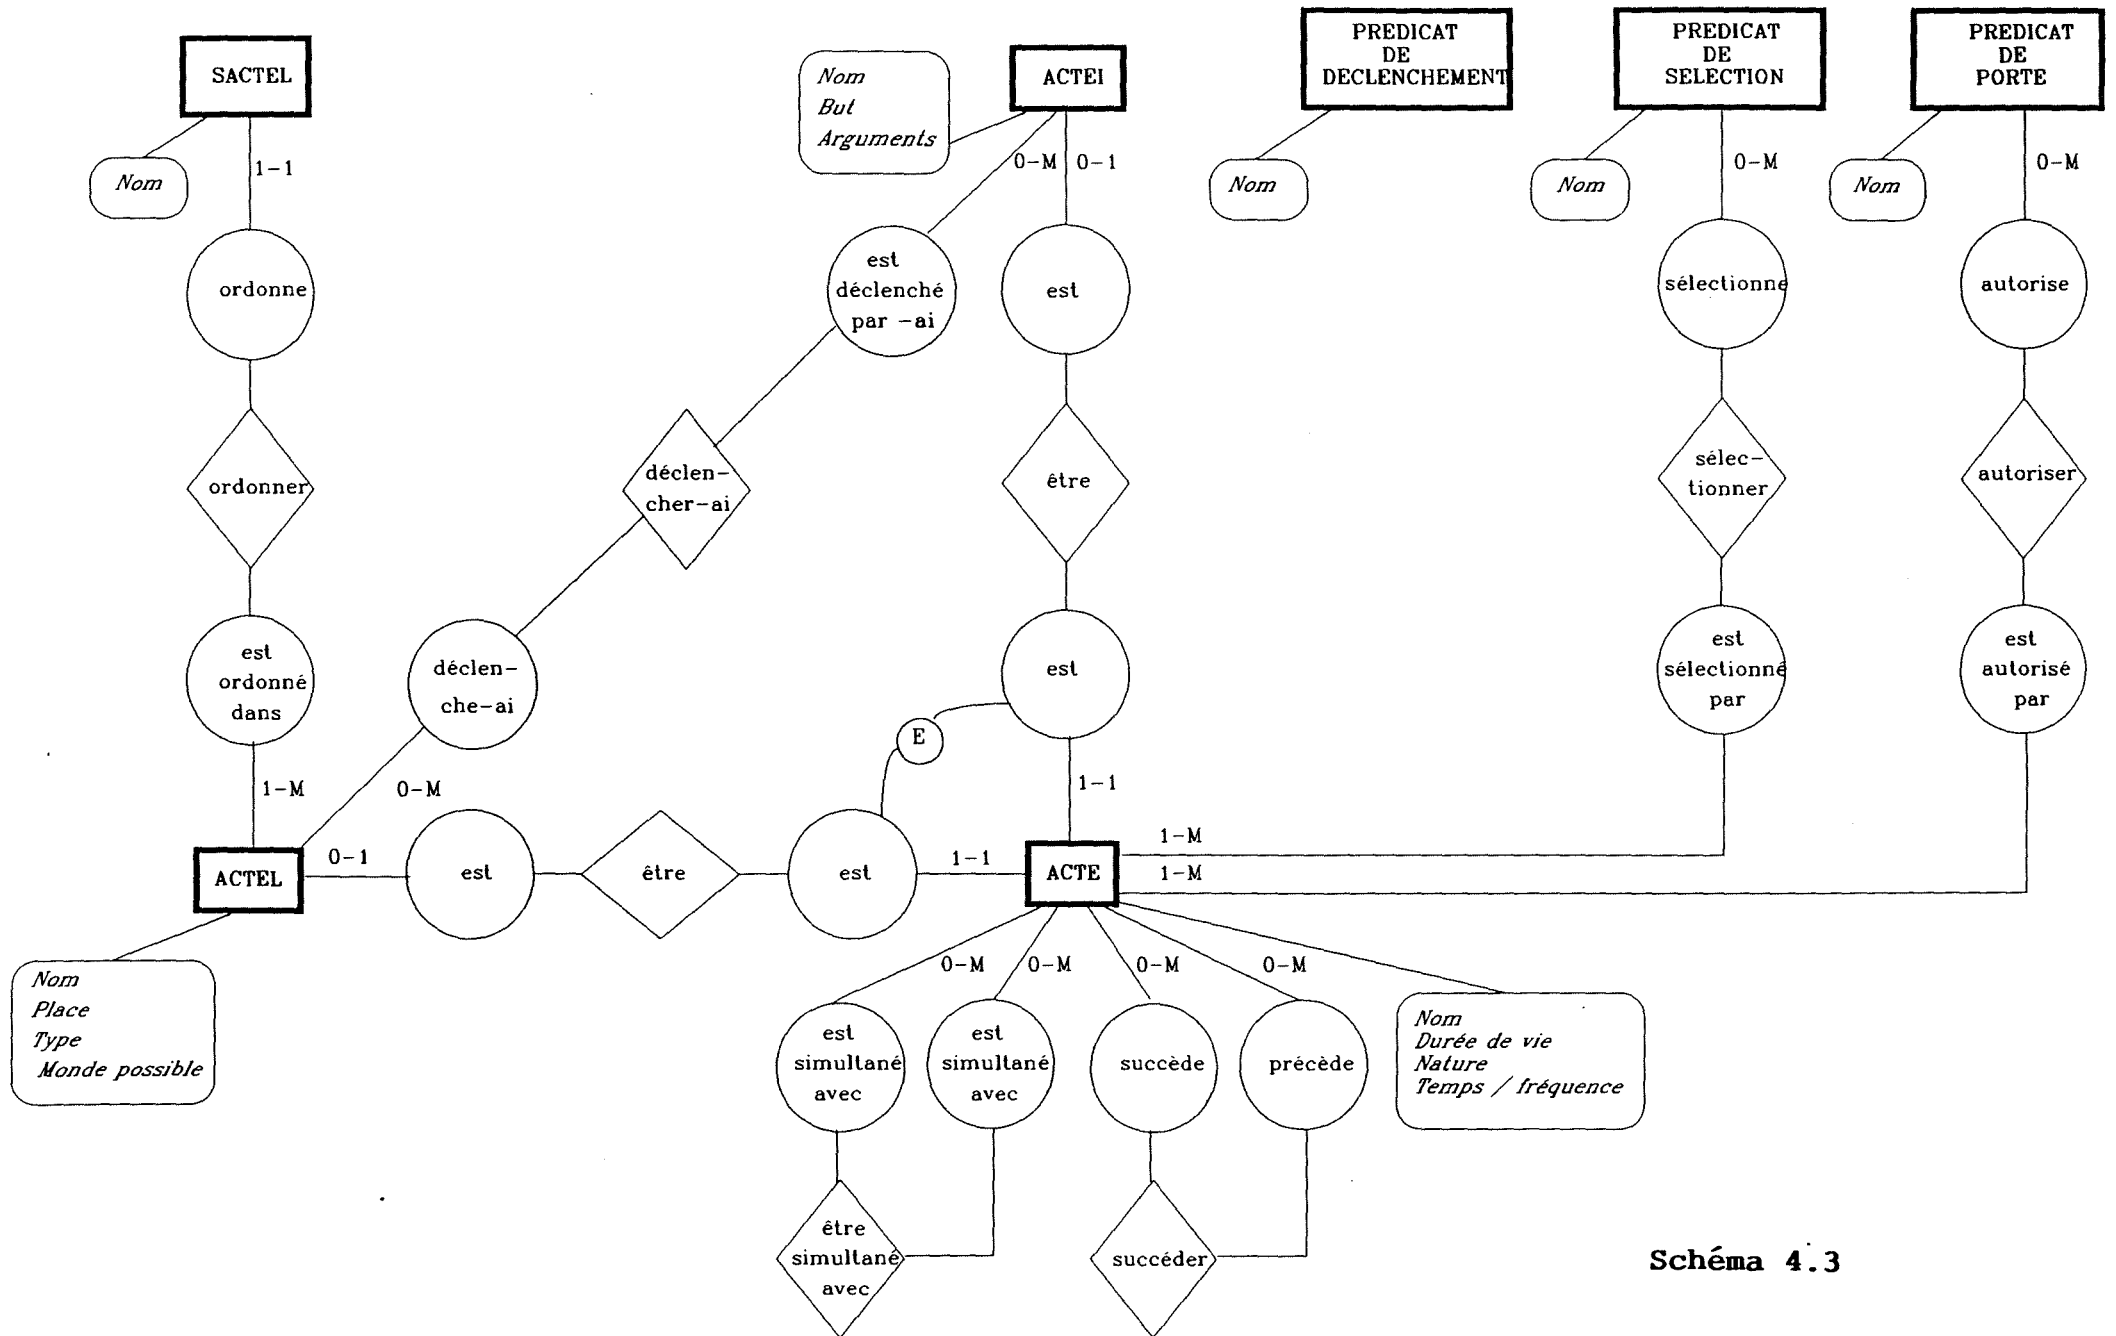 SACTEL
Nom
1-1
ordonne
ordonner
est
ordonné
dans
1-M
ACTEL
Nom
Place
Type
Monde possible
0-M
déclen-
che-ai
déclen-
cher-ai
est
déclenché
par -ai
0-M
Nom
But
Arguments
ACTEI
0-1
est
être
est
1-1
E
0-1
est
être
est
1-1
ACTE
PREDICAT
DE
DECLENCHEMENT
Nom
PREDICAT
DE
SELECTION
Nom
0-M
sélectionne
sélec-
tionner
est
sélectionné
par
1-M
PREDICAT
DE
PORTE
Nom
0-M
autorise
autoriser
est
autorisé
par
1-M
0-M
0-M
0-M
0-M
est
simultané
avec
est
simultané
avec
succède
précède
Nom
Durée de vie
Nature
Temps / fréquence
être
simultané
avec
succéder
Schéma 4.3